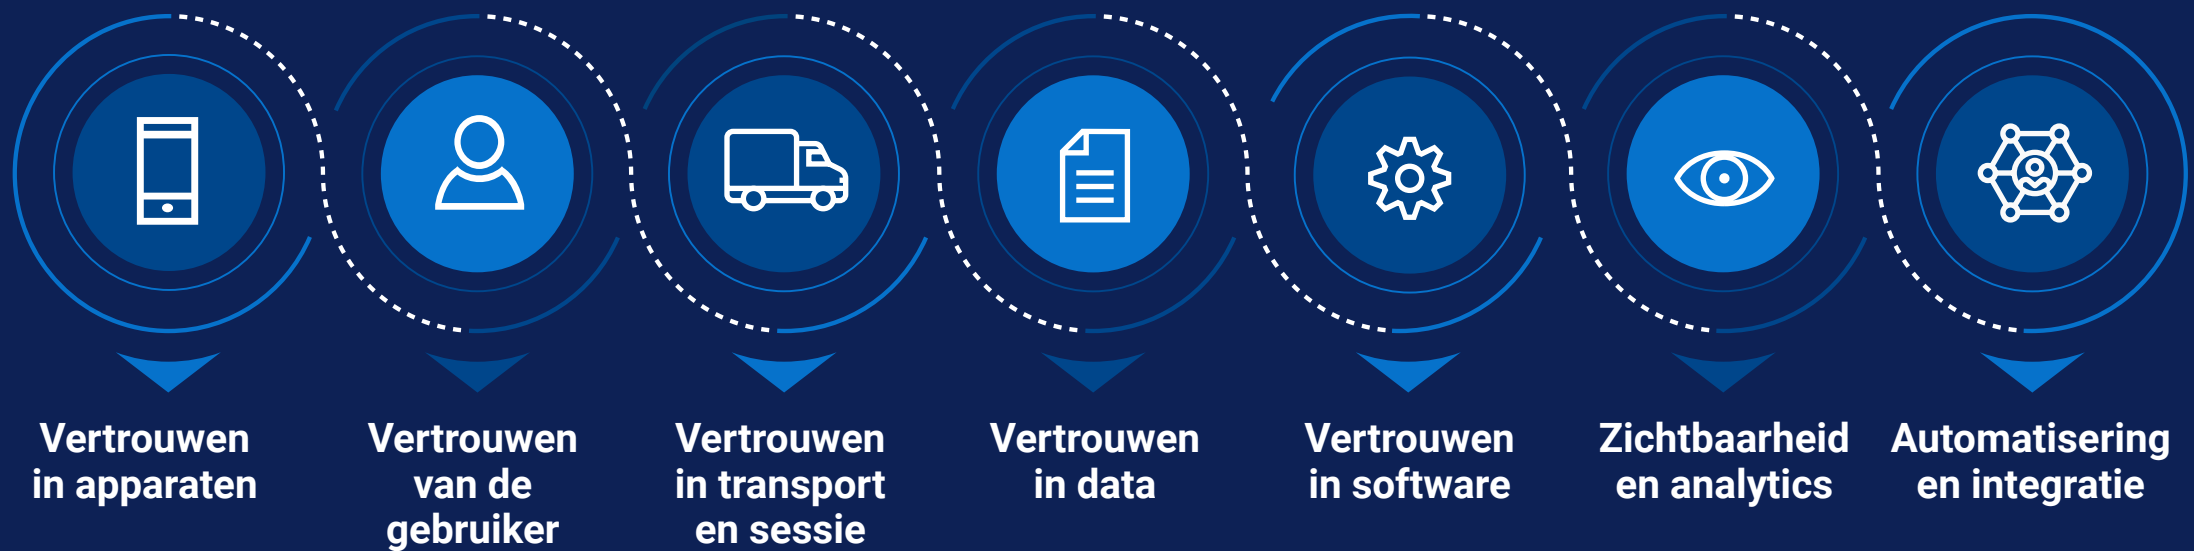 Vertrouwen
in apparaten
Vertrouwen
van de
gebruiker
Vertrouwen
in transport
en sessie
Vertrouwen
in data
Vertrouwen
in software
Zichtbaarheid
en analytics
Automatisering
en integratie